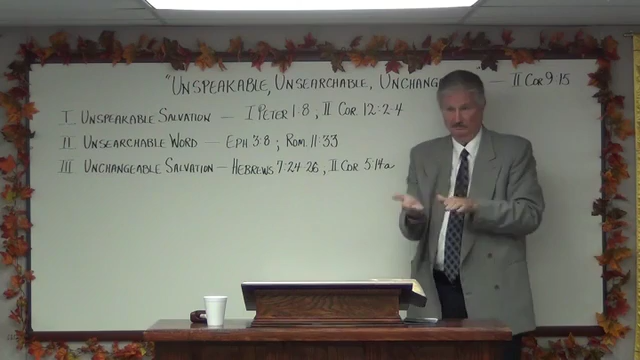 "UNSPEAKABLE, UNSEARCHABLE, — II COR 9:15
I UNSPEAKABLE SALVATION — I PETER 1:8 ; II COR. 12:2-4
II UNSEARCHABLE WORD — EPH 3:8 ; ROM. 11:33
III UNCHANGEABLE SALVATION — HEBREWS 7:24-26 , II COR 5:14a